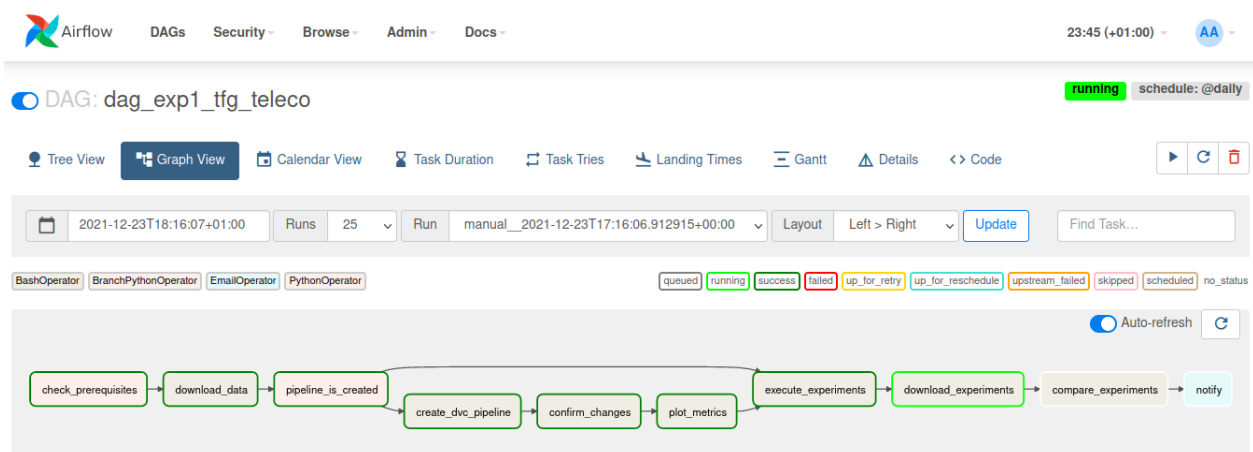 Airflow DAGs Security Browse Admin Docs 23:45 (+01:00) AA
DAG: dag_exp1_tfg_teleco running schedule: @daily
Tree View Graph View Calendar View Task Duration Task Tries Landing Times Gantt Details <> Code
2021-12-23T18:16:07+01:00 Runs 25 Run manual__2021-12-23T17:16:06.912915+00:00 Layout Left > Right Update Find Task...
BashOperator BranchPythonOperator EmailOperator PythonOperator queued running success failed up_for_retry up_for_reschedule upstream_failed skipped scheduled no_status
Auto-refresh
check_prerequisites download_data pipeline_is_created execute_experiments download_experiments compare_experiments notify
create_dvc_pipeline confirm_changes plot_metrics